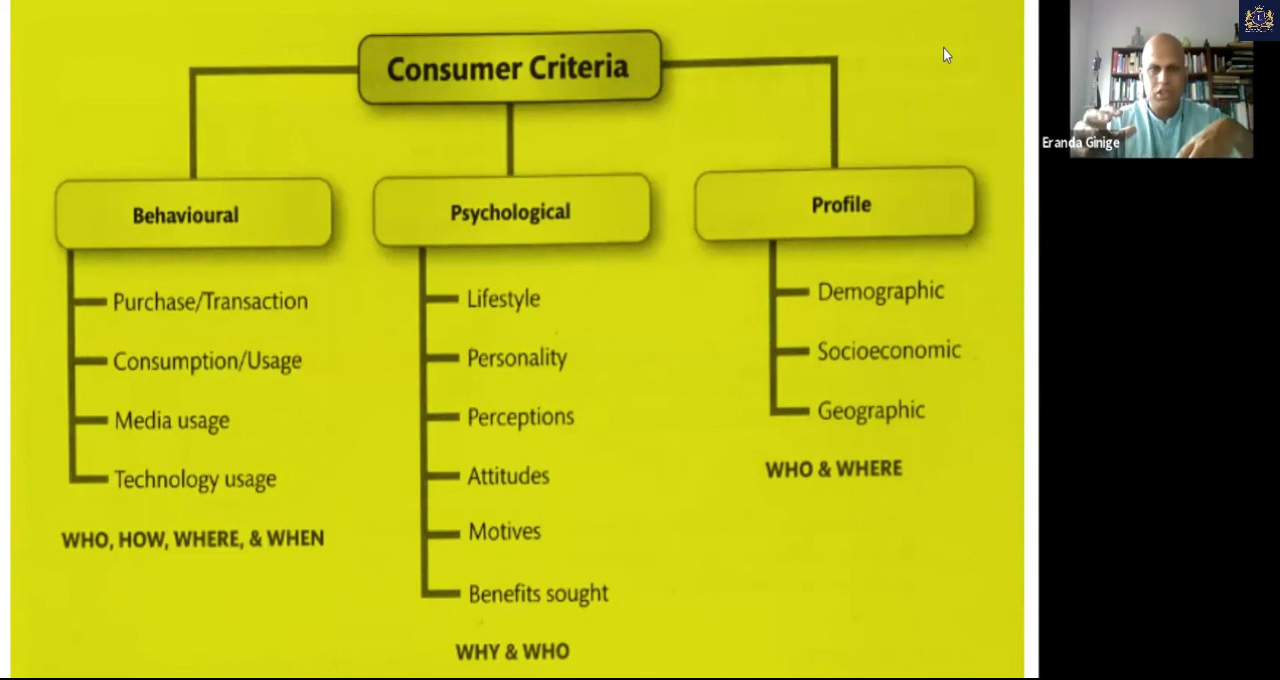 Consumer Criteria
Behavioural
Purchase/Transaction
Consumption/Usage
Media usage
Technology usage
WHO, HOW, WHERE, & WHEN
Psychological
Lifestyle
Personality
Perceptions
Attitudes
Motives
Benefits sought
WHY & WHO
Profile
Demographic
Socioeconomic
Geographic
WHO & WHERE
Eranda Ginige